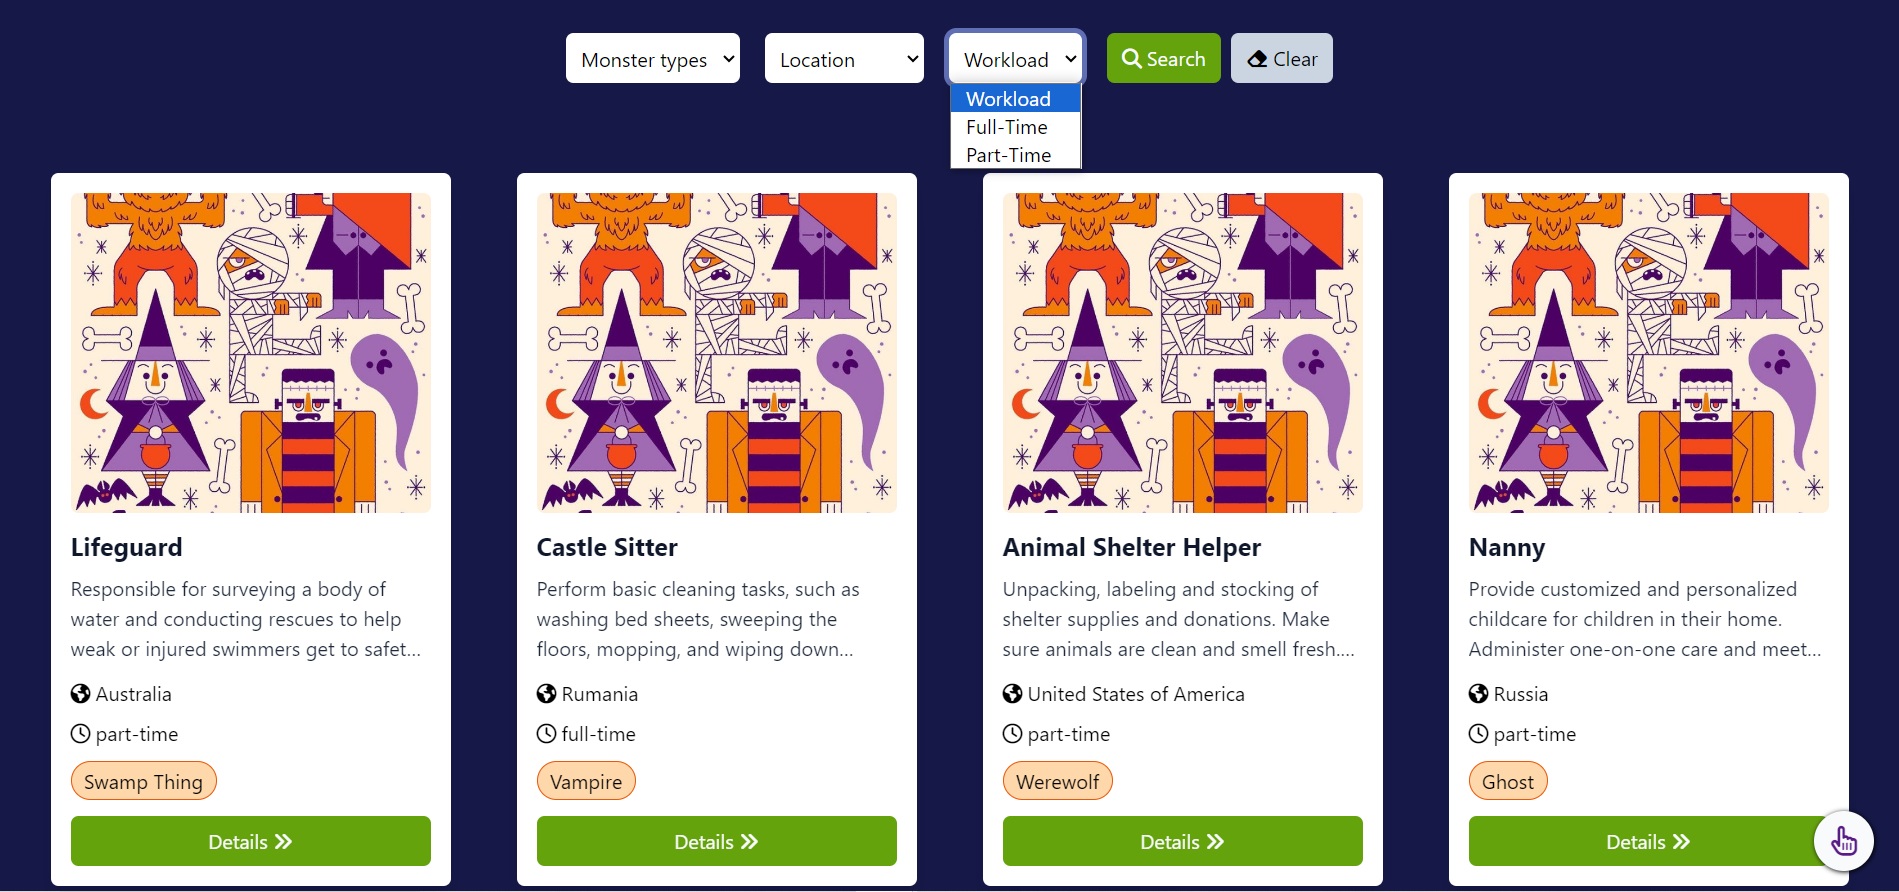 Monster types Location Workload Search Clear
Workload
Full-Time
Part-Time
Lifeguard
Responsible for surveying a body of
water and conducting rescues to help
weak or injured swimmers get to safet...
Australia
part-time
Swamp Thing
Details
Castle Sitter
Perform basic cleaning tasks, such as
washing bed sheets, sweeping the
floors, mopping, and wiping down...
Rumania
full-time
Vampire
Details
Animal Shelter Helper
Unpacking, labeling and stocking of
shelter supplies and donations. Make
sure animals are clean and smell fresh....
United States of America
part-time
Werewolf
Details
Nanny
Provide customized and personalized
childcare for children in their home.
Administer one-on-one care and meet...
Russia
part-time
Ghost
Details